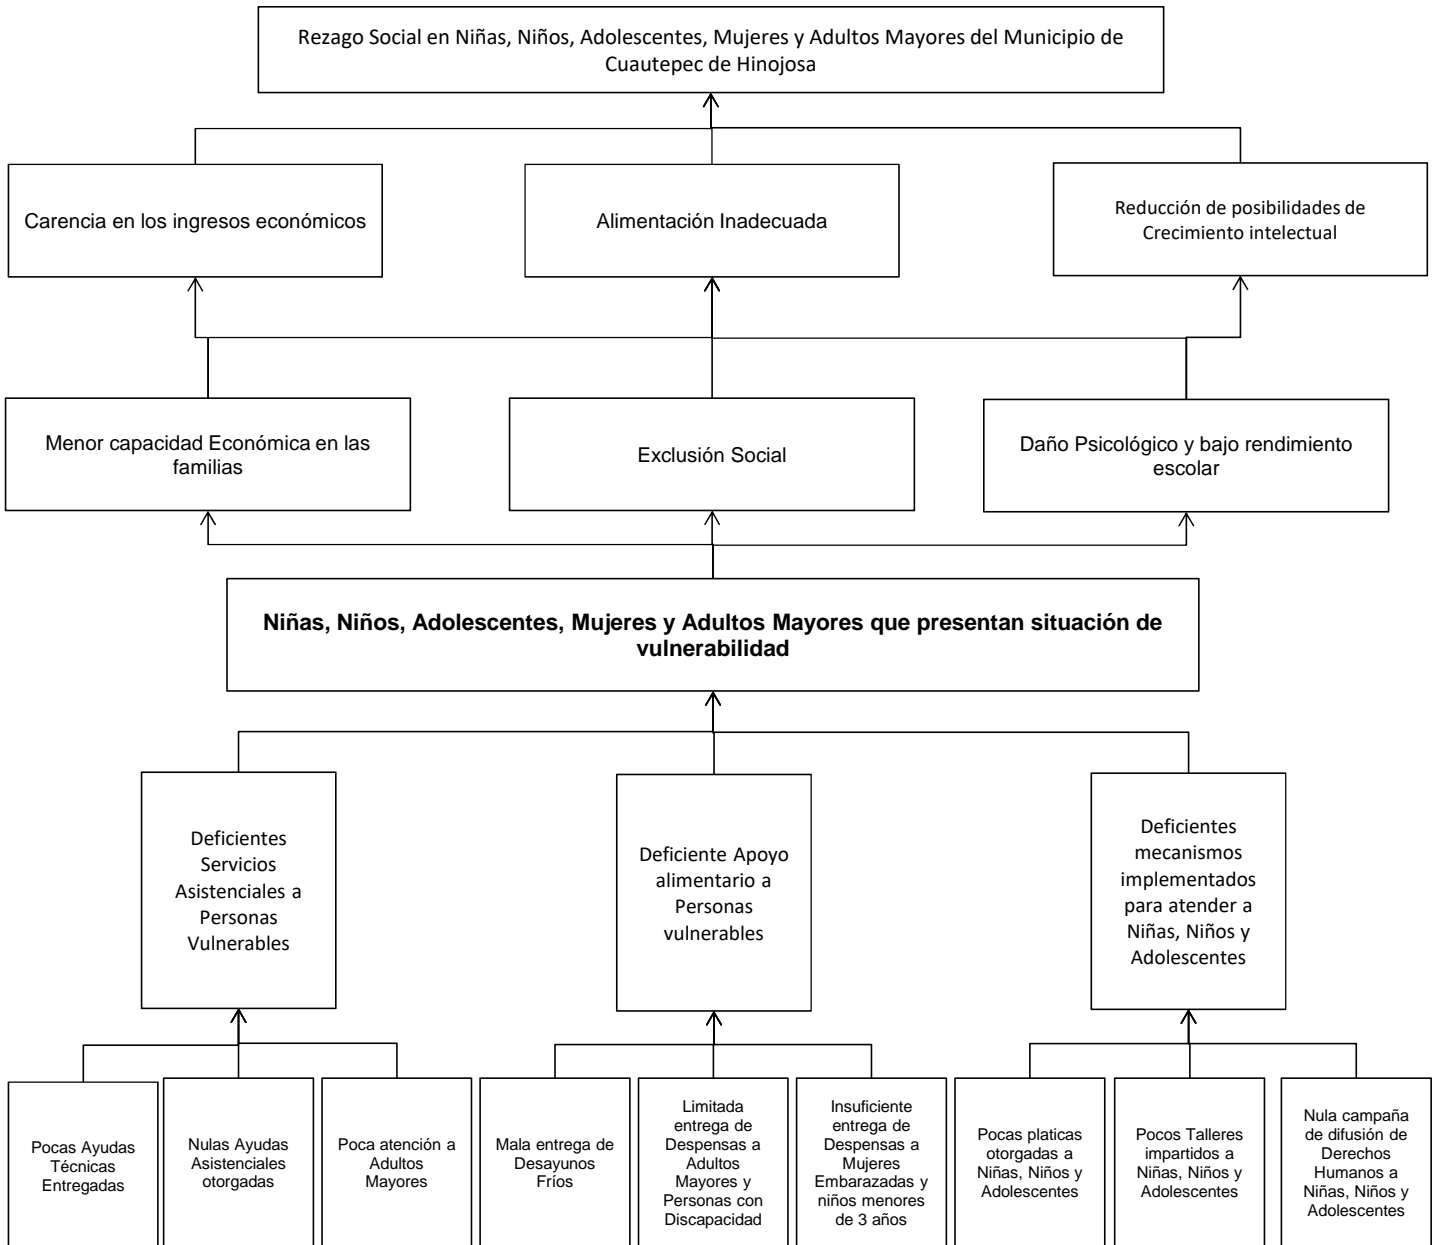 Rezago Social en Niñas, Niños, Adolescentes, Mujeres y Adultos Mayores del Municipio de
Cuautepec de Hinojosa
Carencia en los ingresos económicos
Alimentación Inadecuada
Reducción de posibilidades de
Crecimiento intelectual
Menor capacidad Económica en las
familias
Exclusión Social
Daño Psicológico y bajo rendimiento
escolar
Niñas, Niños, Adolescentes, Mujeres y Adultos Mayores que presentan situación de
vulnerabilidad
Deficientes
Servicios
Asistenciales a
Personas
Vulnerables
Deficiente Apoyo
alimentario a
Personas
vulnerables
Deficientes
mecanismos
implementados
para atender a
Niñas, Niños y
Adolescentes
Pocas Ayudas
Técnicas
Entregadas
Nulas Ayudas
Asistenciales
otorgadas
Poca atención a
Adultos
Mayores
Mala entrega de
Desayunos
Fríos
Limitada
entrega de
Despensas a
Adultos
Mayores y
Personas con
Discapacidad
Insuficiente
entrega de
Despensas a
Mujeres
Embarazadas y
niños menores
de 3 años
Pocas platicas
otorgadas a
Niñas, Niños y
Adolescentes
Pocos Talleres
impartidos a
Niñas, Niños y
Adolescentes
Nula campaña
de difusión de
Derechos
Humanos a
Niñas, Niños y
Adolescentes